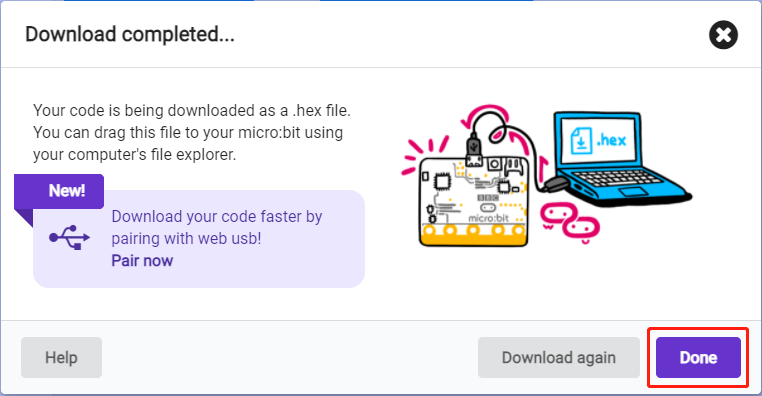 Download completed...
Your code is being downloaded as a .hex file.
You can drag this file to your micro:bit using
your computer's file explorer.
New!
Download your code faster by
pairing with web usb!
Pair now
.hex
BBC
micro:bit
Help
Download again
Done